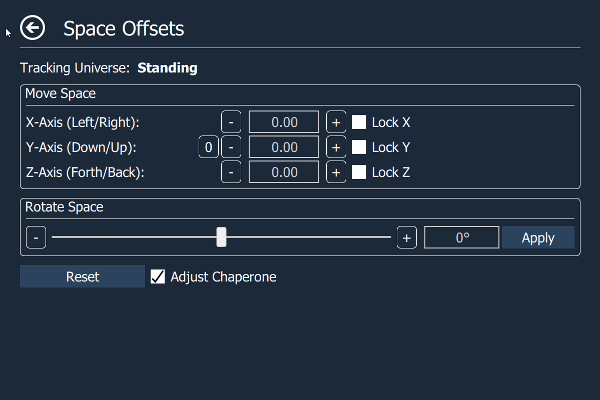 Space Offsets
Tracking Universe: Standing
Move Space
X-Axis (Left/Right): - 0.00 + Lock X
Y-Axis (Down/Up): 0 - 0.00 + Lock Y
Z-Axis (Forth/Back): - 0.00 + Lock Z
Rotate Space
- + 0° Apply
Reset Adjust Chaperone